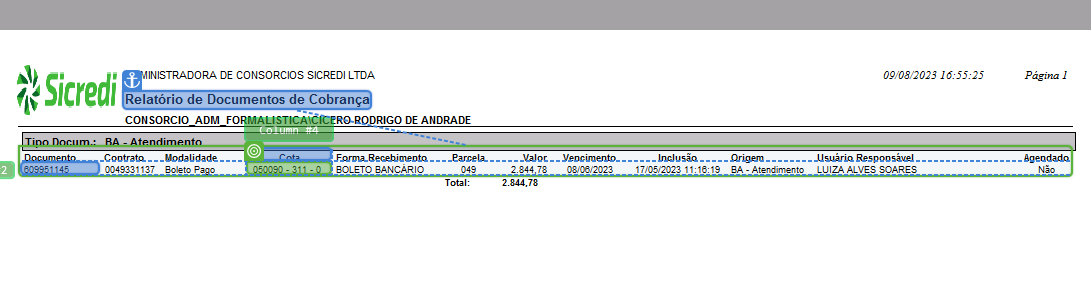 Sicredi
MINISTRADORA DE CONSORCIOS SICREDI LTDA
09/08/2023 16:55:25
Página 1
Relatório de Documentos de Cobrança
CONSORCIO_ADM_FORMALISTICA\CICERO RODRIGO DE ANDRADE
Column #4
Tipo Docum.: BA - Atendimento
Documento Contrato Modalidade Cota Forma Recebimento Parcela Valor Vencimento Inclusão Origem Usuário Responsável Agendado
2
609951145 0049331137 Boleto Pago 050090 - 311 - 0 BOLETO BANCÁRIO 049 2.844,78 08/06/2023 17/05/2023 11:16:19 BA - Atendimento LUIZA ALVES SOARES Não
Total: 2.844,78